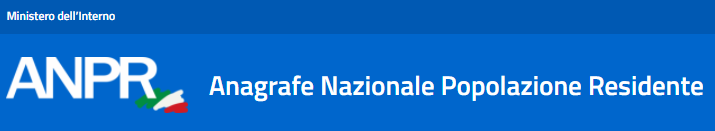 Ministero dell'Interno
ANPR Anagrafe Nazionale Popolazione Residente